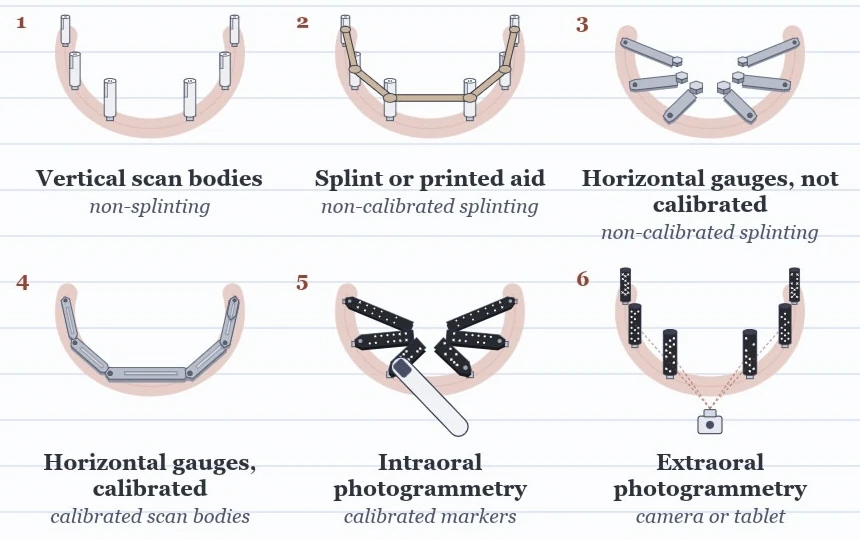 1
2
3
Vertical scan bodies
non-splinting
Splint or printed aid
non-calibrated splinting
Horizontal gauges, not
calibrated
non-calibrated splinting
4
5
6
Horizontal gauges,
calibrated
calibrated scan bodies
Intraoral
photogrammetry
calibrated markers
Extraoral
photogrammetry
camera or tablet